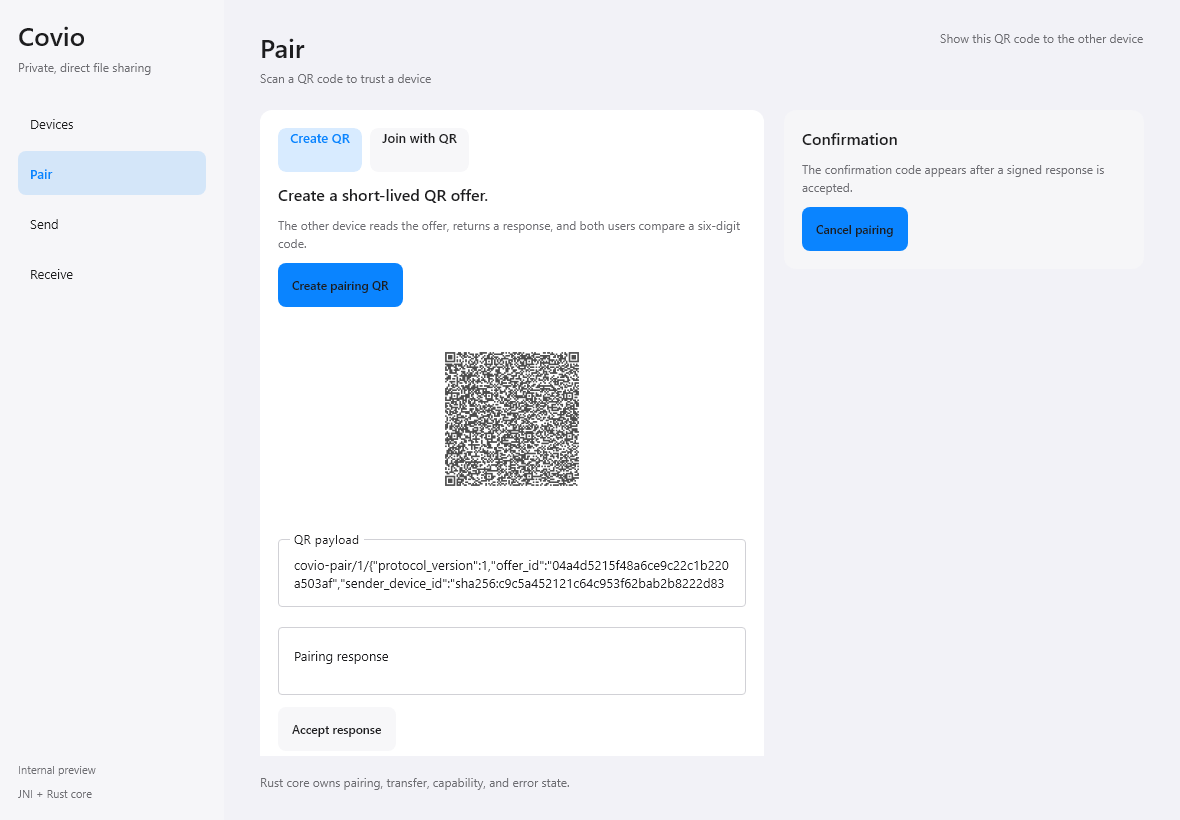 Covio
Private, direct file sharing
Devices
Pair
Send
Receive
Internal preview
JNI + Rust core
Pair
Scan a QR code to trust a device
Show this QR code to the other device
Create QR
Join with QR
Create a short-lived QR offer.
The other device reads the offer, returns a response, and both users compare a six-digit
code.
Create pairing QR
QR payload
covio-pair/1/{"protocol_version":1,"offer_id":"04a4d5215f48a6ce9c22c1b220
a503af","sender_device_id":"sha256:c9c5a452121c64c953f62bab2b8222d83
Pairing response
Accept response
Confirmation
The confirmation code appears after a signed response is
accepted.
Cancel pairing
Rust core owns pairing, transfer, capability, and error state.